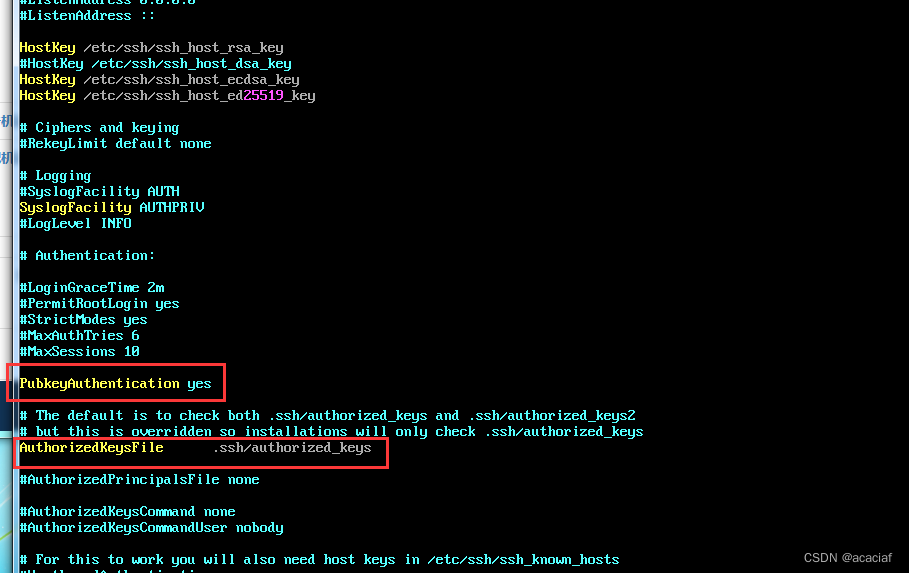 #ListenAddress 0.0.0.0
#ListenAddress ::
HostKey /etc/ssh/ssh_host_rsa_key
#HostKey /etc/ssh/ssh_host_dsa_key
HostKey /etc/ssh/ssh_host_ecdsa_key
HostKey /etc/ssh/ssh_host_ed25519_key
# Ciphers and keying
#RekeyLimit default none
# Logging
#SyslogFacility AUTH
SyslogFacility AUTHPRIV
#LogLevel INFO
# Authentication:
#LoginGraceTime 2m
#PermitRootLogin yes
#StrictModes yes
#MaxAuthTries 6
#MaxSessions 10
PubkeyAuthentication yes
# The default is to check both .ssh/authorized_keys and .ssh/authorized_keys2
# but this is overridden so installations will only check .ssh/authorized_keys
AuthorizedKeysFile      .ssh/authorized_keys
#AuthorizedPrincipalsFile none
#AuthorizedKeysCommand none
#AuthorizedKeysCommandUser nobody
# For this to work you will also need host keys in /etc/ssh/ssh_known_hosts
CSDN @acaciaf